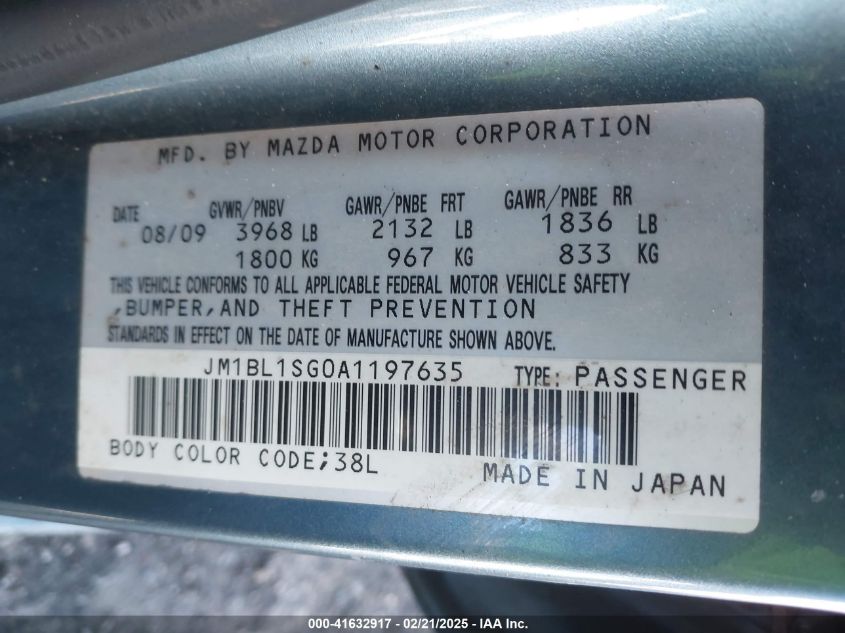 MFD. BY MAZDA MOTOR CORPORATION
DATE GVWR/PNBV GAWR/PNBE FRT GAWR/PNBE RR
08/09 3968 LB 2132 LB 1836 LB
1800 KG 967 KG 833 KG
THIS VEHICLE CONFORMS TO ALL APPLICABLE FEDERAL MOTOR VEHICLE SAFETY
,BUMPER,AND THEFT PREVENTION
STANDARDS IN EFFECT ON THE DATE OF MANUFACTURE SHOWN ABOVE.
JM1BL1SG0A1197635 TYPE: PASSENGER
BODY COLOR CODE;38L
MADE IN JAPAN
000-41632917 - 02/21/2025 - IAA Inc.